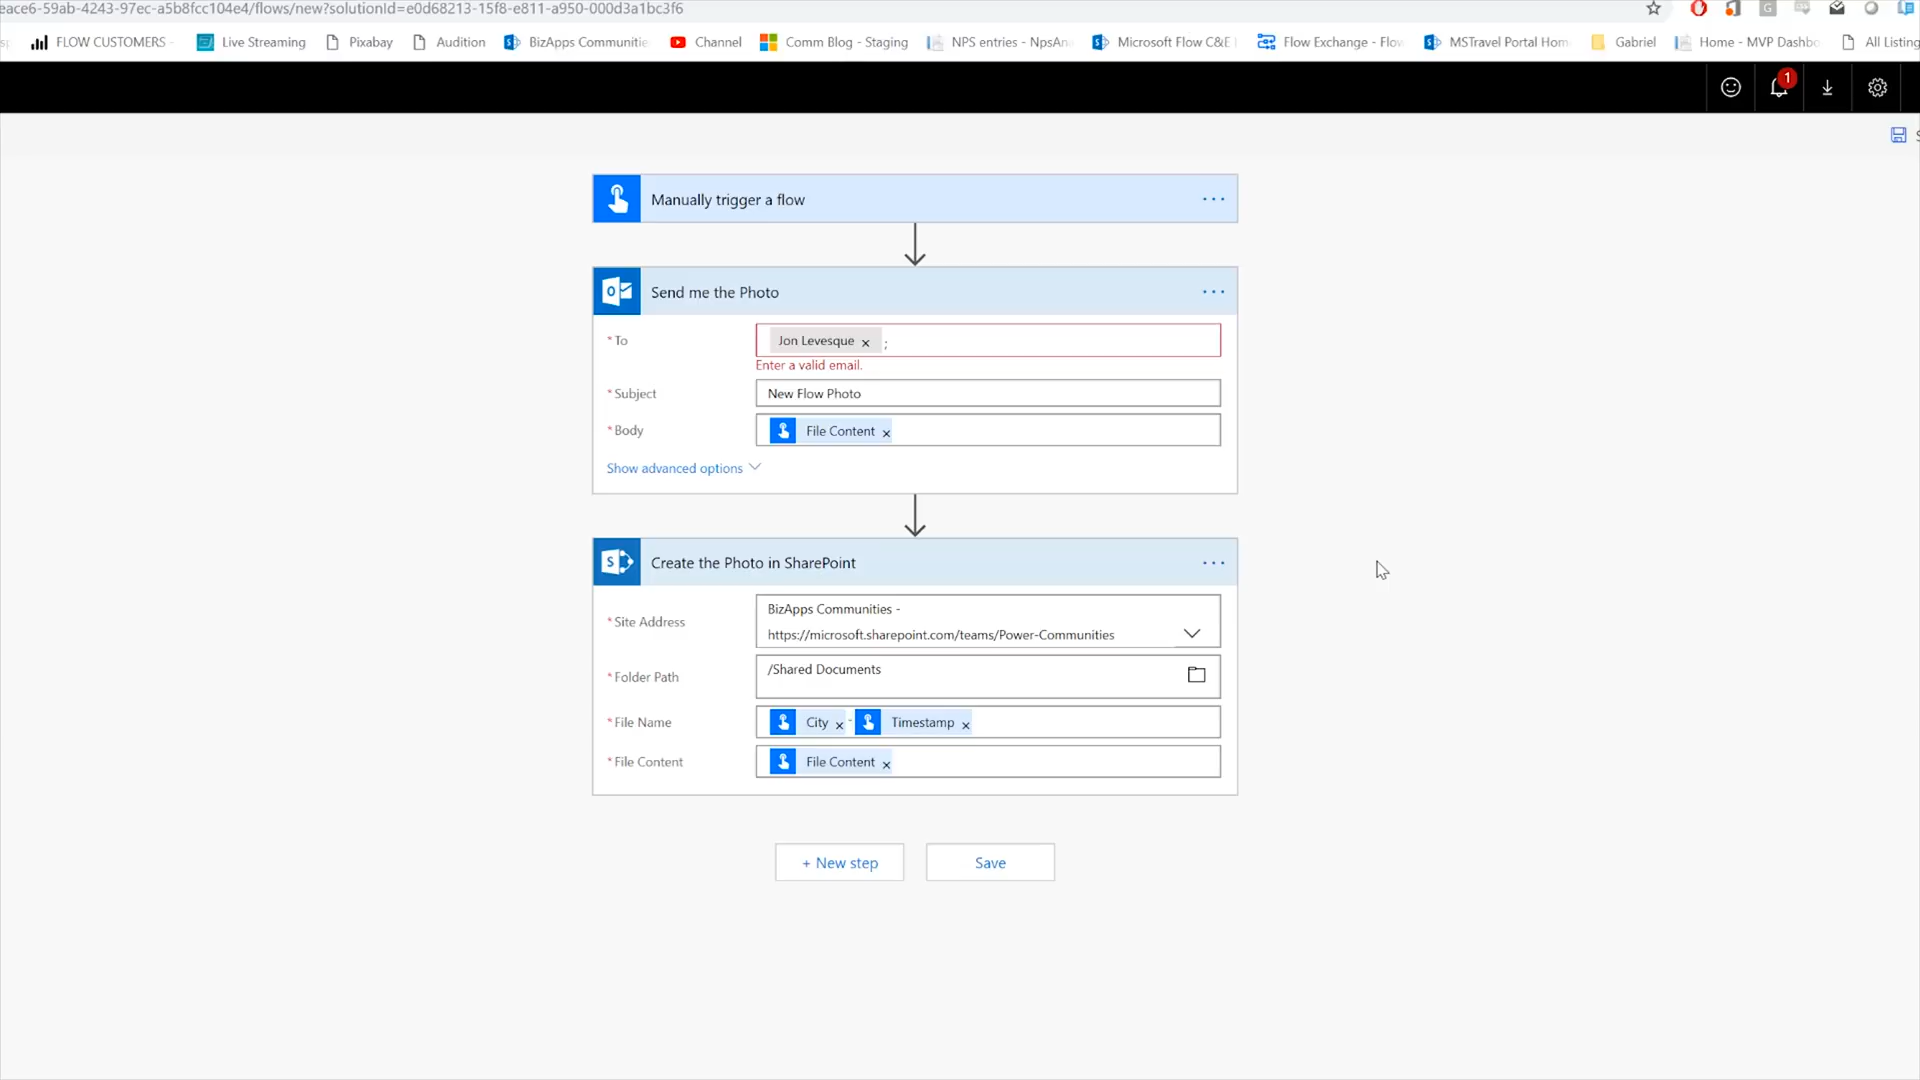 eace6-59ab-4243-97ec-a5b8fcc104e4/flows/new?solutionId=e0d68213-15f8-e811-a950-000d3a1bc3f6
FLOW CUSTOMERS - Live Streaming Pixabay Audition BizApps Communitie Channel Comm Blog - Staging NPS entries - NpsAn Microsoft Flow C&E Flow Exchange - Flow MSTravel Portal Hom Gabriel Home - MVP Dashbo All Listing
1
Manually trigger a flow
Send me the Photo
*To Jon Levesque × ;
Enter a valid email.
*Subject New Flow Photo
*Body File Content ×
Show advanced options
Create the Photo in SharePoint
*Site Address BizApps Communities -
https://microsoft.sharepoint.com/teams/Power-Communities
*Folder Path /Shared Documents
*File Name City × - Timestamp ×
*File Content File Content ×
+ New step Save